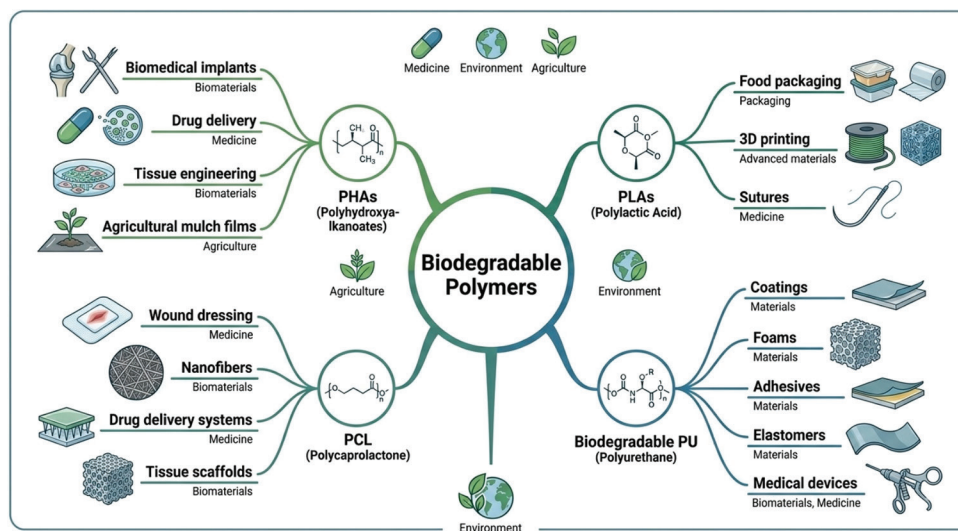 Medicine
Environment
Agriculture
Biomedical implants
Biomaterials
Drug delivery
Medicine
Tissue engineering
Biomaterials
Agricultural mulch films
Agriculture
CH₃
O
n
CH₃
PHAs
(Polyhydroxya-
lkanoates)
O
O
O
O
PLAs
(Polylactic Acid)
Food packaging
Packaging
3D printing
Advanced materials
Sutures
Medicine
Biodegradable
Polymers
Agriculture
Environment
Wound dressing
Medicine
Nanofibers
Biomaterials
Drug delivery systems
Medicine
Tissue scaffolds
Biomaterials
O
O
O
n
PCL
(Polycaprolactone)
O
O
N
H
O
R
O
O
n
Biodegradable PU
(Polyurethane)
Coatings
Materials
Foams
Materials
Adhesives
Materials
Elastomers
Materials
Medical devices
Biomaterials, Medicine
Environment